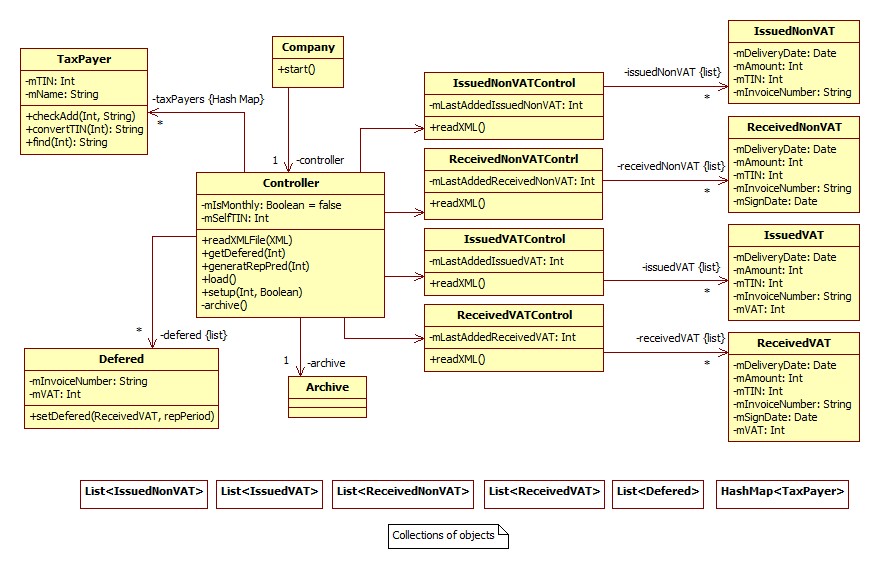 TaxPayer
-mTIN: Int
-mName: String
+checkAdd(Int, String)
+convertTIN(Int): String
+find(Int): String
Company
+start()
-taxPayers {Hash Map}
*
1
-controller
Controller
-mIsMonthly: Boolean = false
-mSelfTIN: Int
+readXMLFile(XML)
+getDefered(Int)
+generatRepPred(Int)
+load()
+setup(Int, Boolean)
-archive()
*
-defered {list}
Defered
-mInvoiceNumber: String
-mVAT: Int
+setDefered(ReceivedVAT, repPeriod)
1
-archive
Archive
IssuedNonVATControl
-mLastAddedIssuedNonVAT: Int
+readXML()
ReceivedNonVATContrl
-mLastAddedReceivedNonVAT: Int
+readXML()
IssuedVATControl
-mLastAddedIssuedVAT: Int
+readXML()
ReceivedVATControl
-mLastAddedReceivedVAT: Int
+readXML()
-issuedNonVAT {list}
*
-receivedNonVAT {list}
*
-issuedVAT {list}
*
-receivedVAT {list}
*
IssuedNonVAT
-mDeliveryDate: Date
-mAmount: Int
-mTIN: Int
-mInvoiceNumber: String
ReceivedNonVAT
-mDeliveryDate: Date
-mAmount: Int
-mTIN: Int
-mInvoiceNumber: String
-mSignDate: Date
IssuedVAT
-mDeliveryDate: Date
-mAmount: Int
-mTIN: Int
-mInvoiceNumber: String
-mVAT: Int
ReceivedVAT
-mDeliveryDate: Date
-mAmount: Int
-mTIN: Int
-mInvoiceNumber: String
-mSignDate: Date
-mVAT: Int
List<IssuedNonVAT>
List<IssuedVAT>
List<ReceivedNonVAT>
List<ReceivedVAT>
List<Defered>
HashMap<TaxPayer>
Collections of objects